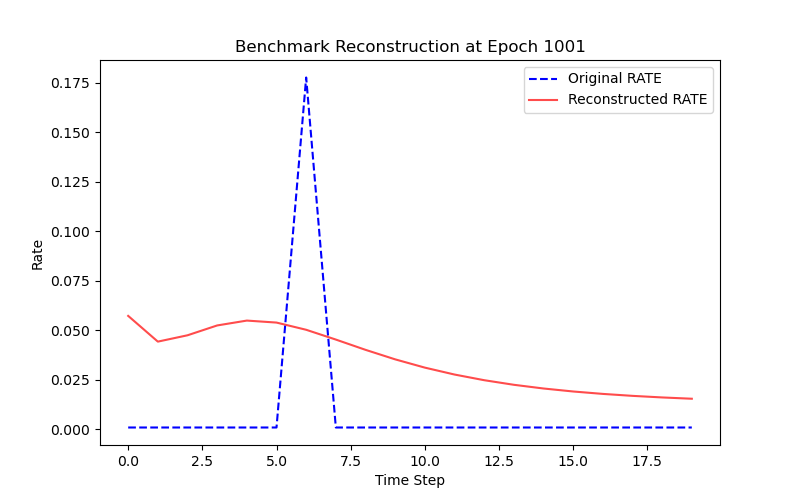 Benchmark Reconstruction at Epoch 1001
Original RATE
Reconstructed RATE
0.175
0.150
0.125
0.100
0.075
0.050
0.025
0.000
Rate
0.0 2.5 5.0 7.5 10.0 12.5 15.0 17.5
Time Step